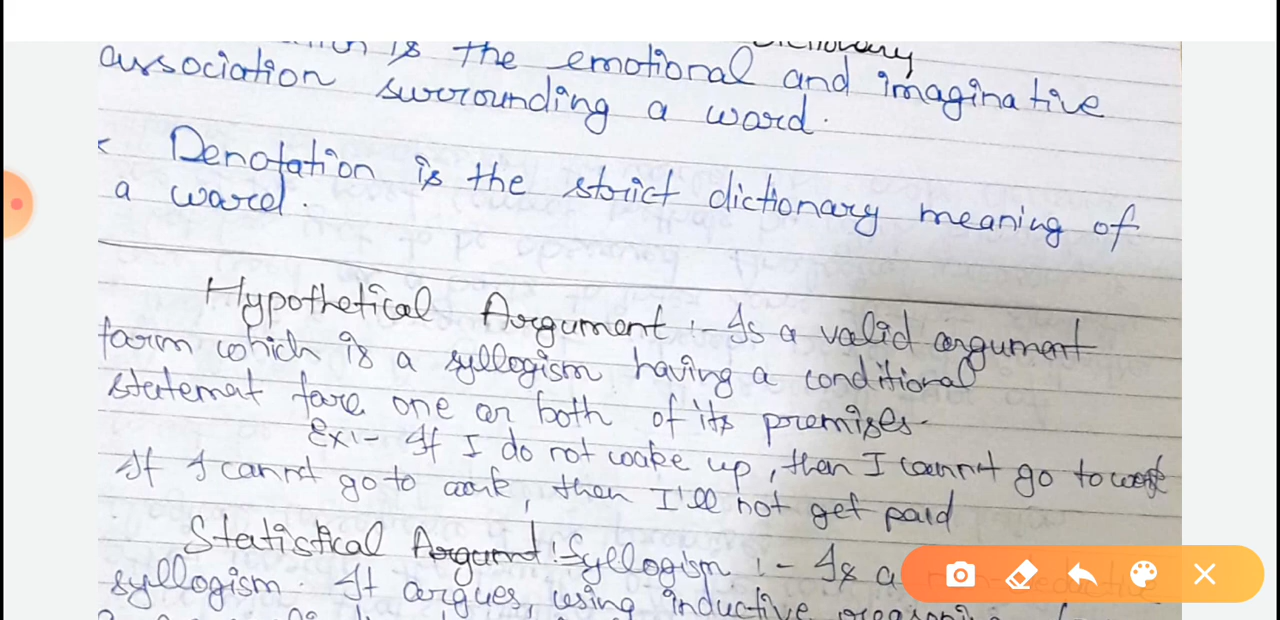 is the emotional and imaginative
association surrounding a word.
Denotation is the strict dictionary meaning of
a word.
Hypothetical Argument :- Is a valid argument
form which is a syllogism having a conditional
statemat fare one or both of its premises.
Ex:- If I do not wake up, then I cannot go to work
If I cannot go to work, then I'll not get paid
Statistical Argument: Syllogism :- Is a
syllogism. It argues, using inductive